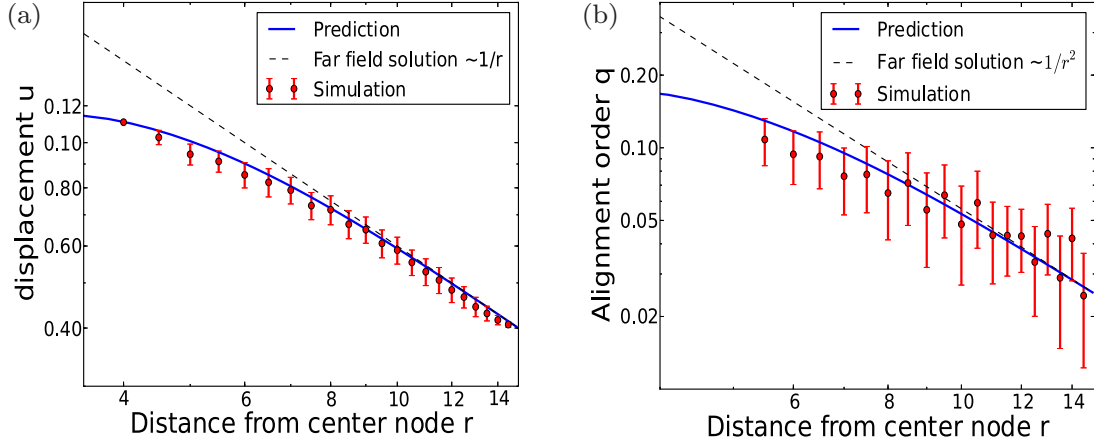 (a)
Prediction
Far field solution ~1/r
Simulation
displacement u
0.12
0.10
0.80
0.60
0.40
4
6
8
10
12
14
Distance from center node r
(b)
Prediction
Far field solution ~1/r²
Simulation
Alignment order q
0.20
0.10
0.05
0.02
6
8
10
12
14
Distance from center node r